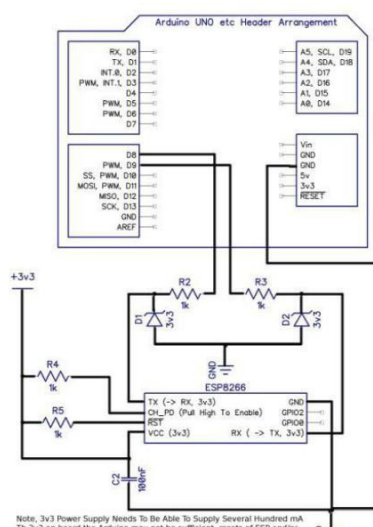 Arduino UNO etc Header Arrangement
RX, D0
TX, D1
INT.0, D2
PWM, INT.1, D3
D4
PWM, D5
PWM, D6
D7
A5, SCL, D19
A4, SDA, D18
A3, D17
A2, D16
A1, D15
A0, D14
D8
PWM, D9
SS, PWM, D10
MOSI, PWM, D11
MISO, D12
SCK, D13
GND
AREF
Vin
GND
GND
5v
3v3
RESET
+3v3
R2
1k
R3
1k
D1
3v3
D2
3v3
GND
R4
1k
R5
1k
ESP8266
TX (-> RX, 3v3)
CH_PD (Pull High To Enable)
RST
VCC (3v3)
GND
GPIO2
GPIO0
RX ( -> TX, 3v3)
C2
100nF
Note, 3v3 Power Supply Needs To Be Able To Supply Several Hundred mA